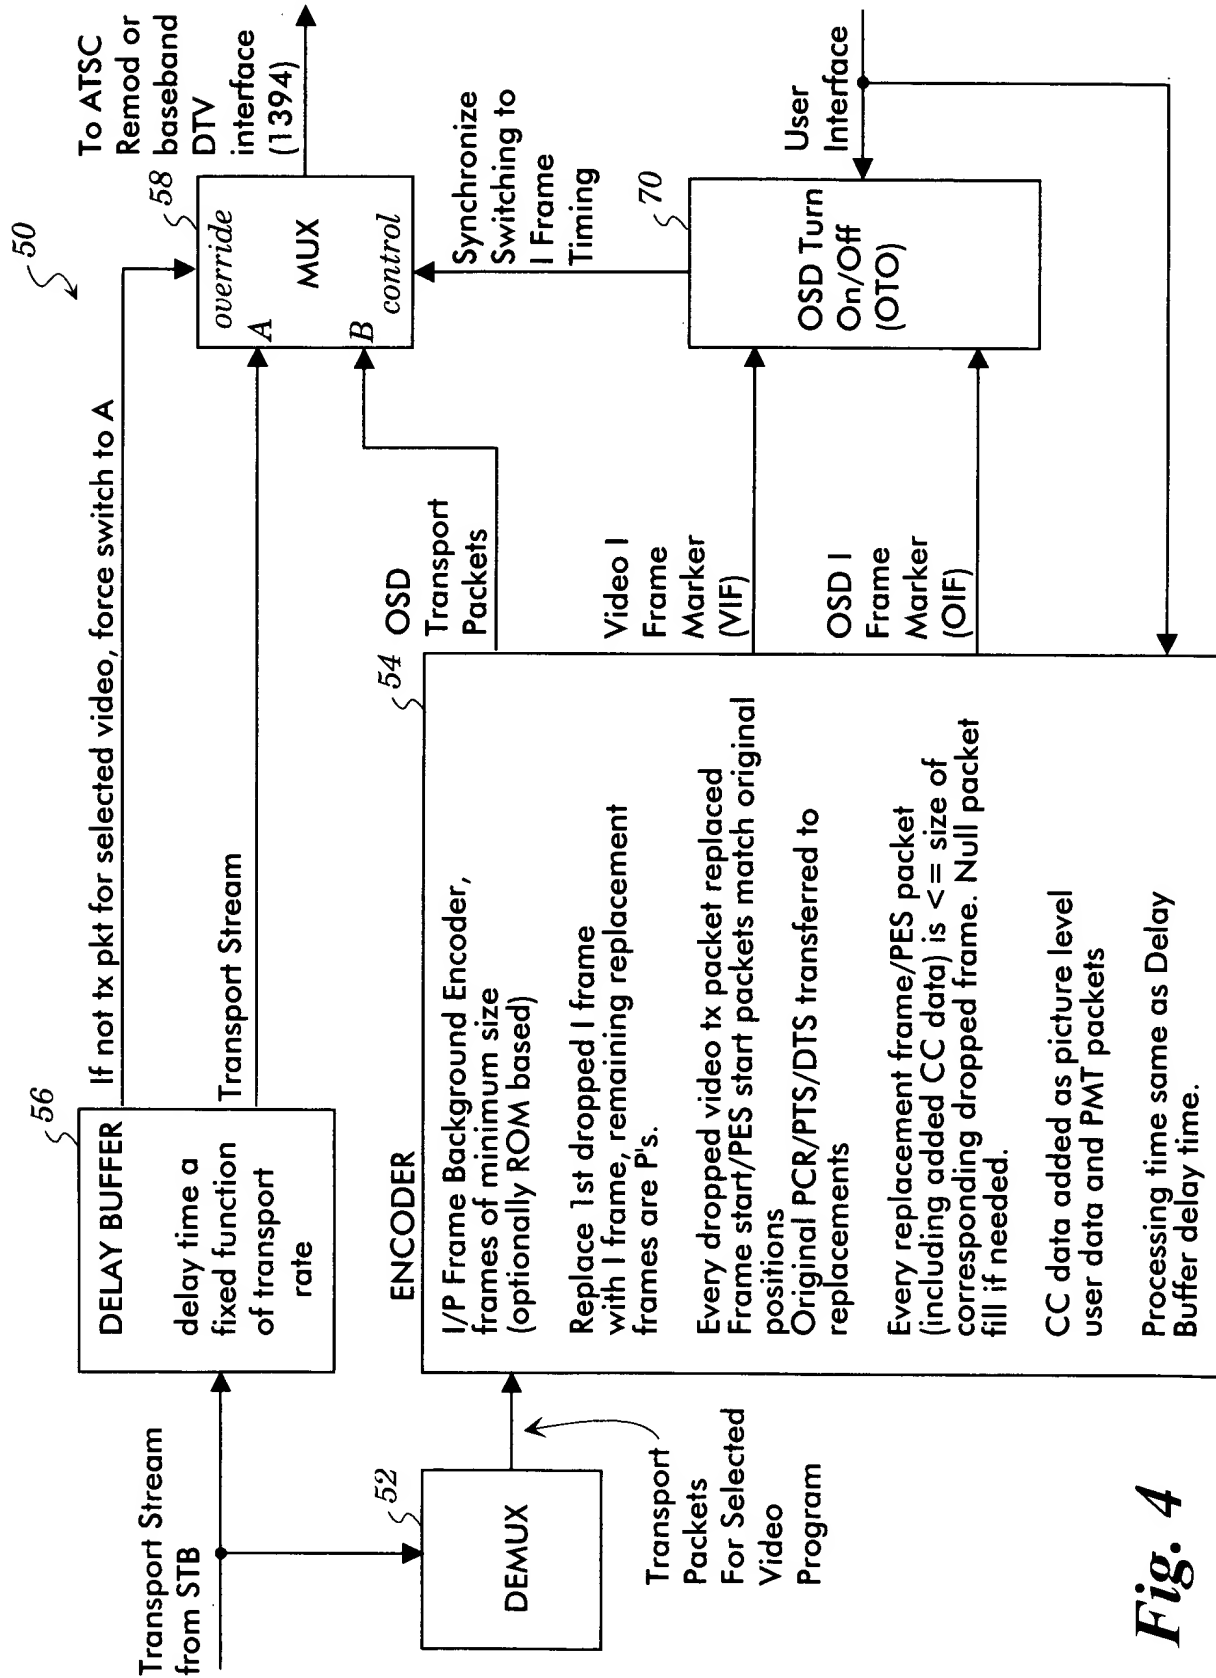 50
Transport Stream
from STB
56
DELAY BUFFER
delay time a
fixed function
of transport
rate
If not tx pkt for selected video, force switch to A
Transport Stream
58
override
A
MUX
B
control
To ATSC
Remod or
baseband
DTV
interface
(1394)
52
DEMUX
Transport
Packets
For Selected
Video
Program
54
ENCODER
I/P Frame Background Encoder,
frames of minimum size
(optionally ROM based)
Replace 1st dropped I frame
with I frame, remaining replacement
frames are P's.
Every dropped video tx packet replaced
Frame start/PES start packets match original
positions
Original PCR/PTS/DTS transferred to
replacements
Every replacement frame/PES packet
(including added CC data) is <= size of
corresponding dropped frame. Null packet
fill if needed.
CC data added as picture level
user data and PMT packets
Processing time same as Delay
Buffer delay time.
OSD
Transport
Packets
Video I
Frame
Marker
(VIF)
OSD I
Frame
Marker
(OIF)
Synchronize
Switching to
I Frame
Timing
70
OSD Turn
On/Off
(OTO)
User
Interface
Fig. 4